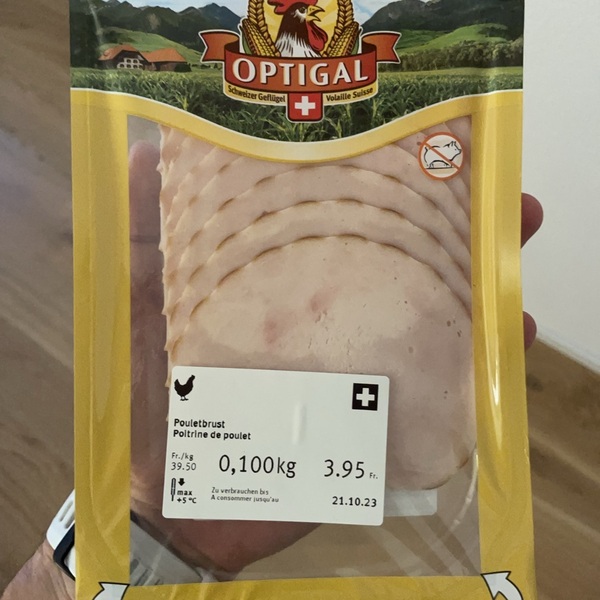 OPTIGAL
Schweizer Geflügel Volaille Suisse
Pouletbrust
Poitrine de poulet
Fr./kg
39.50
0,100kg
3.95 Fr.
max
+5°C
Zu verbrauchen bis
A consommer jusqu'au
21.10.23